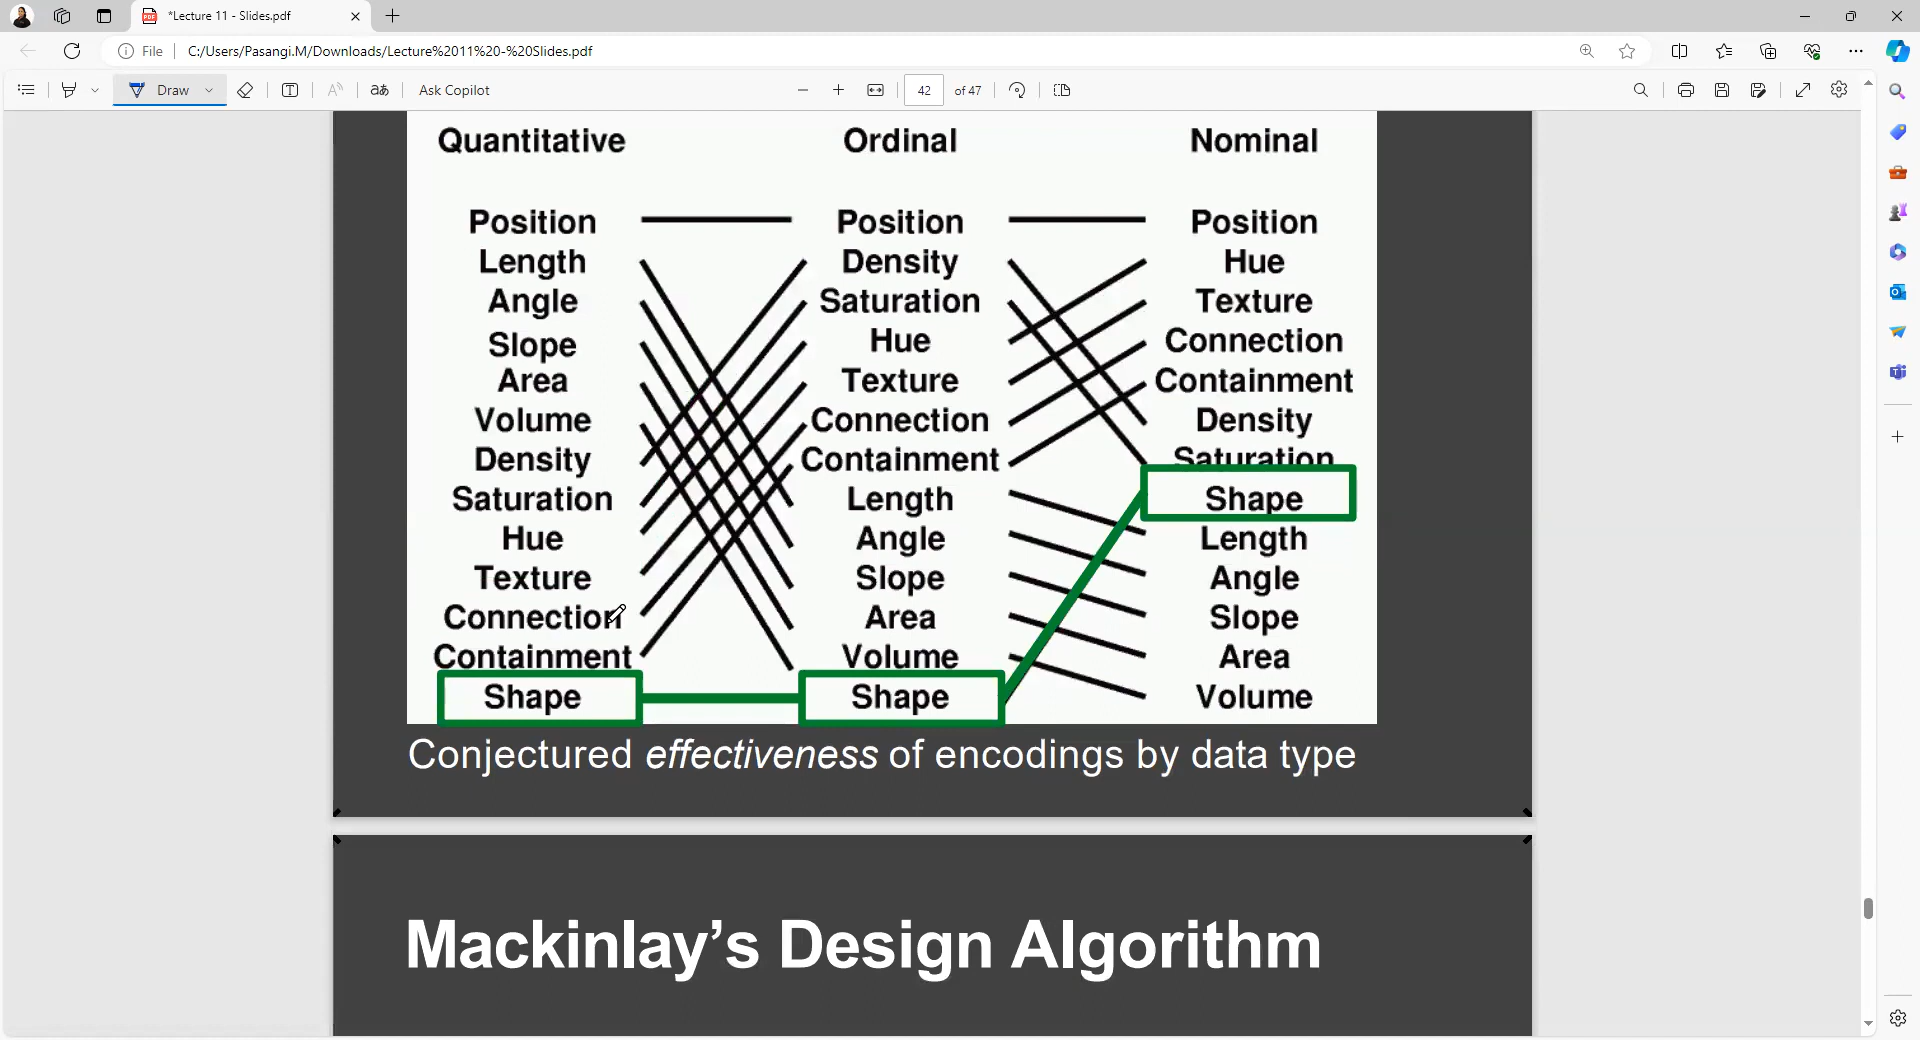 *Lecture 11 - Slides.pdf
File C:/Users/Pasangi.M/Downloads/Lecture%2011%20-%20Slides.pdf
Draw aあ Ask Copilot 42 of 47
Quantitative Ordinal Nominal
Position Position Position
Length Density Hue
Angle Saturation Texture
Slope Hue Connection
Area Texture Containment
Volume Connection Density
Density Containment Saturation
Saturation Length Shape
Hue Angle Length
Texture Slope Angle
Connection Area Slope
Containment Volume Area
Shape Shape Volume
Conjectured effectiveness of encodings by data type
Mackinlay’s Design Algorithm